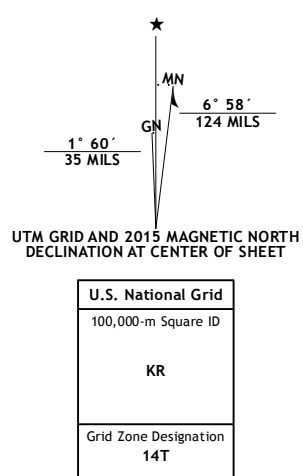 ★
MN
6° 58´
124 MILS
GN
1° 60´
35 MILS
UTM GRID AND 2015 MAGNETIC NORTH
DECLINATION AT CENTER OF SHEET
U.S. National Grid
100,000-m Square ID
KR
Grid Zone Designation
14T